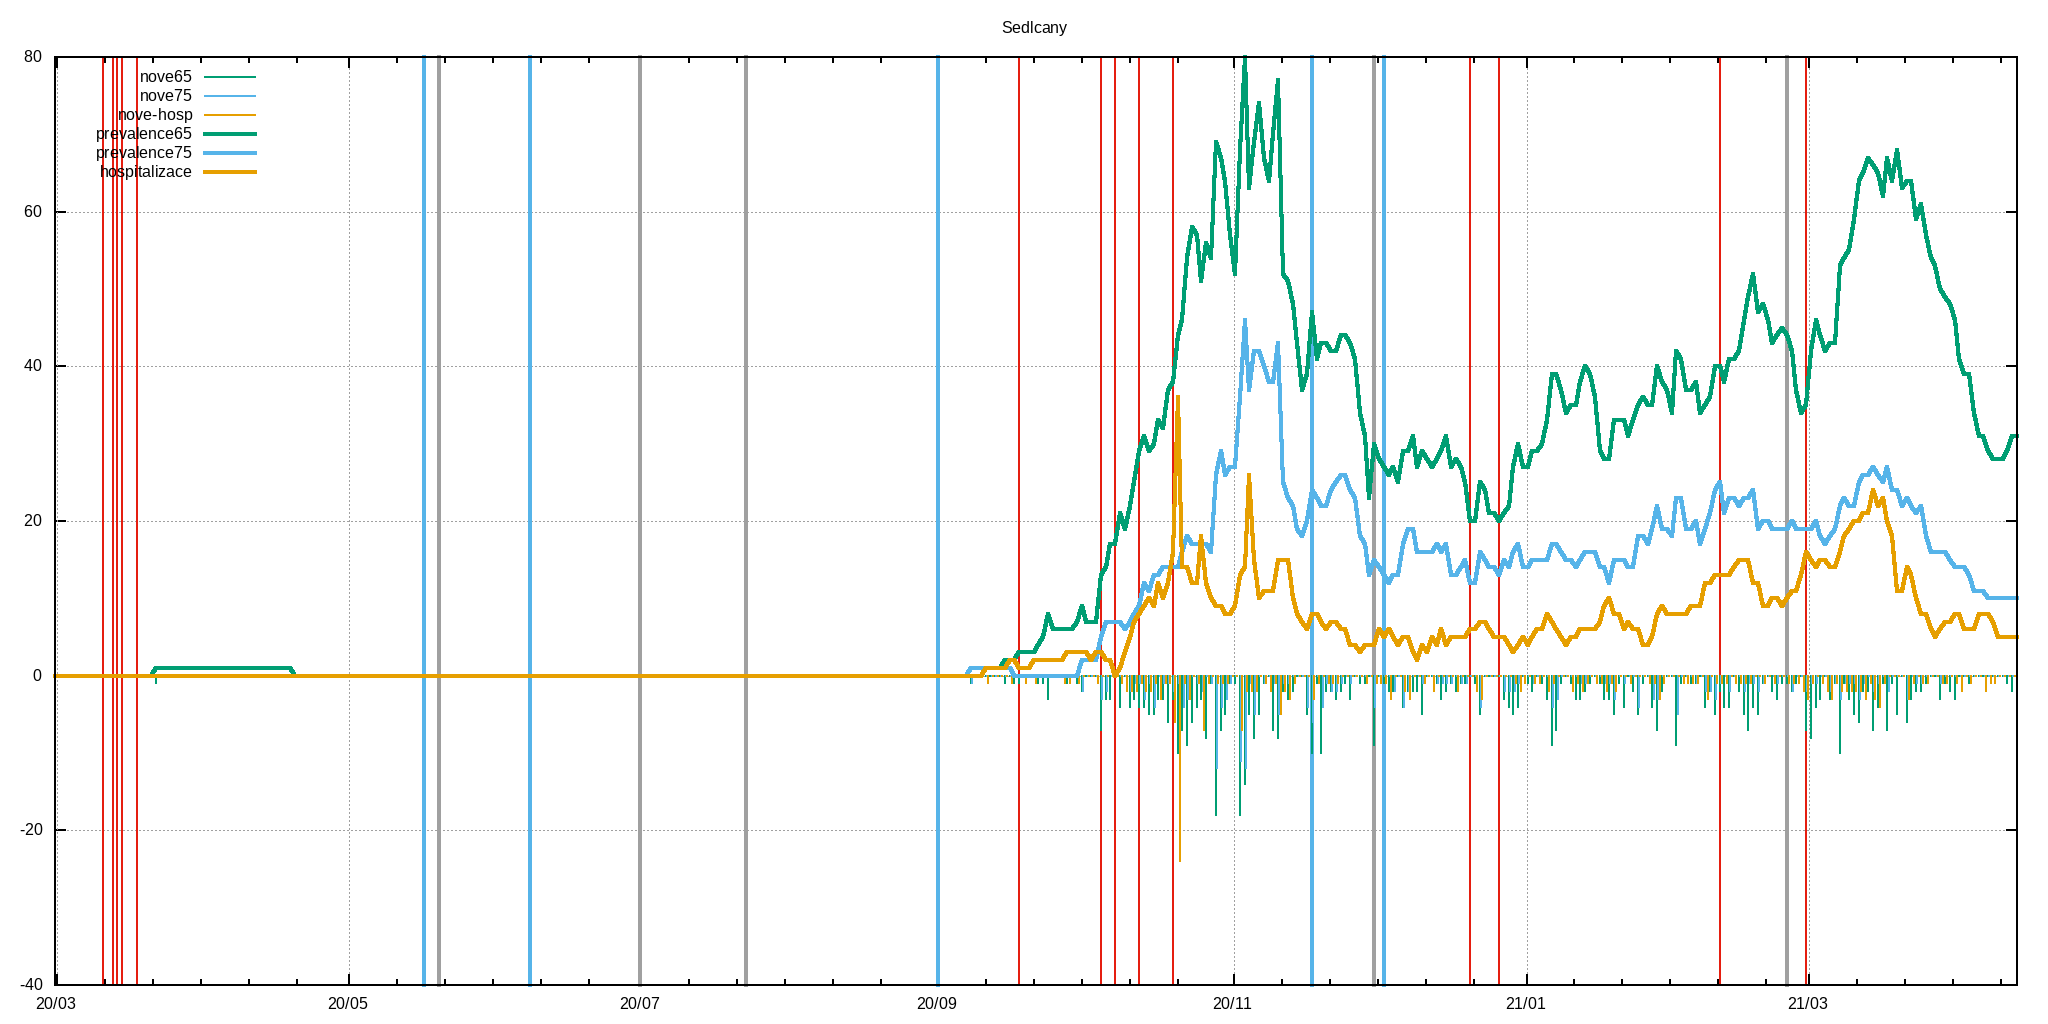 Sedlcany
80
60
40
20
0
-20
-40
nove65
nove75
nove-hosp
prevalence65
prevalence75
hospitalizace
20/03 20/05 20/07 20/09 20/11 21/01 21/03